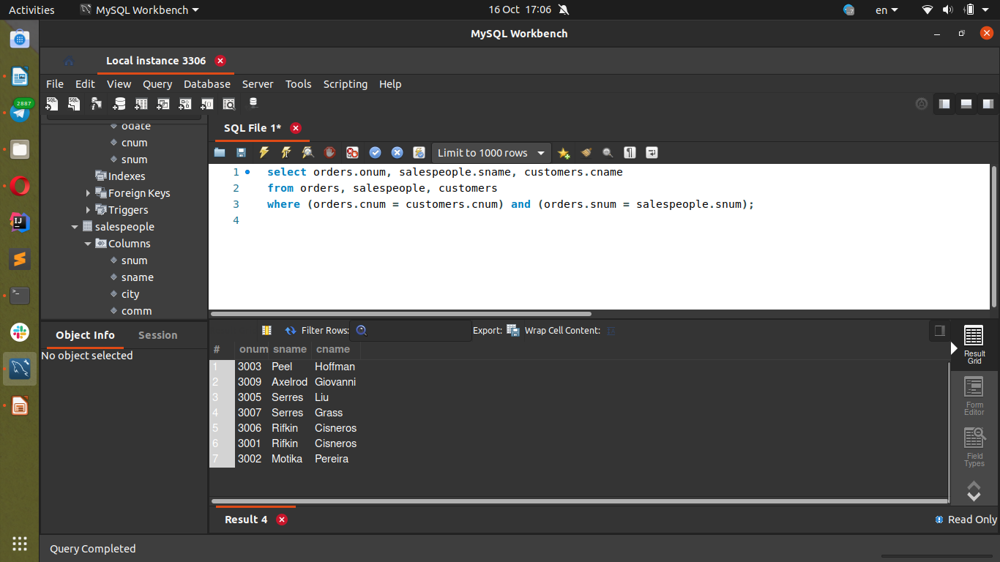 Activities MySQL Workbench 16 Oct 17:06 en
MySQL Workbench
2887
Local instance 3306
File Edit View Query Database Server Tools Scripting Help
SQL SQL
odate
cnum
snum
Indexes
Foreign Keys
Triggers
salespeople
Columns
snum
sname
city
comm
SQL File 1*
Limit to 1000 rows
1 select orders.onum, salespeople.sname, customers.cname
2 from orders, salespeople, customers
3 where (orders.cnum = customers.cnum) and (orders.snum = salespeople.snum);
4
Object Info Session
No object selected
Filter Rows: Export: Wrap Cell Content:
# onum sname cname
1 3003 Peel Hoffman
2 3009 Axelrod Giovanni
3 3005 Serres Liu
4 3007 Serres Grass
5 3006 Rifkin Cisneros
6 3001 Rifkin Cisneros
7 3002 Motika Pereira
Result Grid
Form Editor
Field Types
Result 4 Read Only
Query Completed